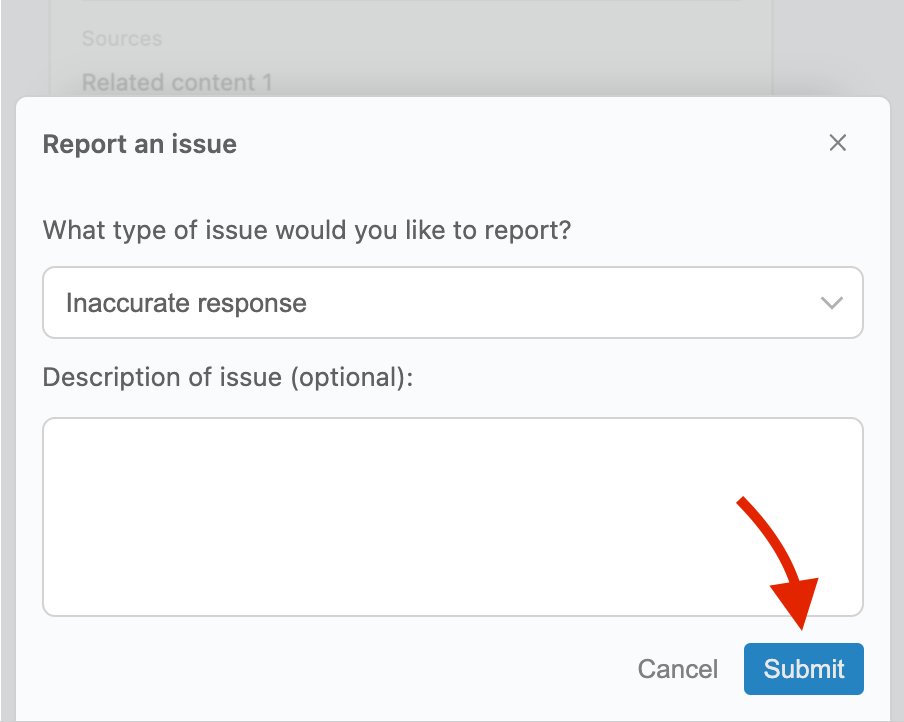 Sources
Related content 1
Report an issue
What type of issue would you like to report?
Inaccurate response
Description of issue (optional):
Cancel
Submit